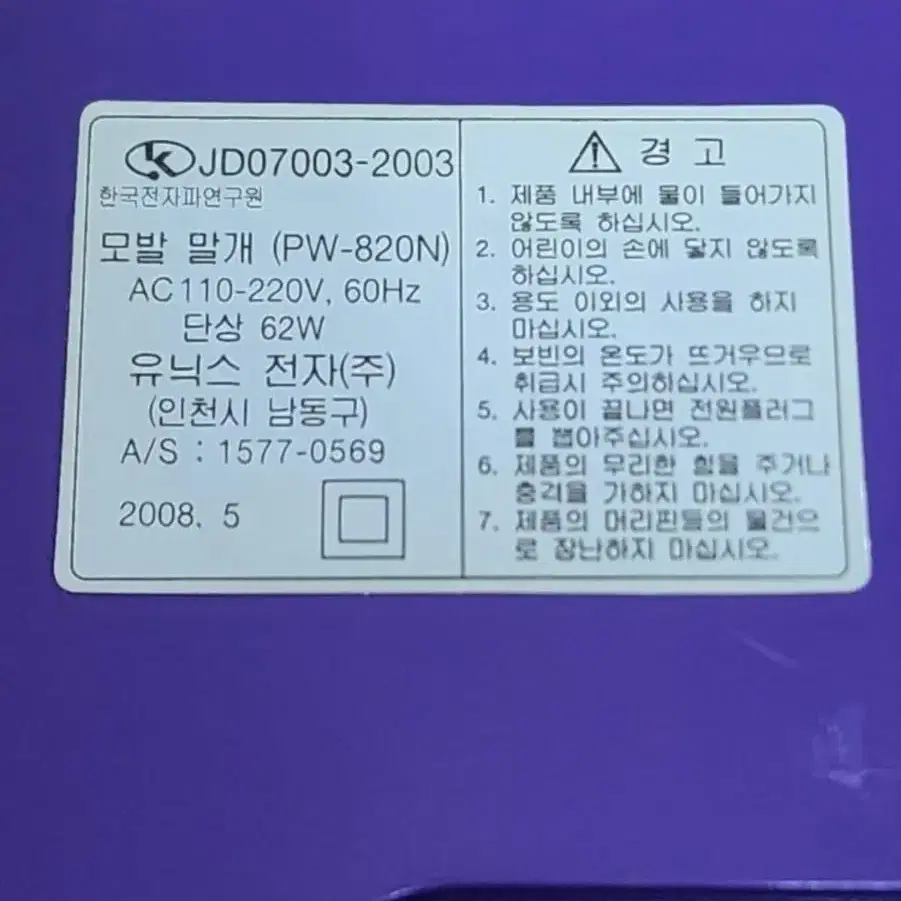 JD07003-2003
한국전자파연구원
모발 말개 (PW-820N)
AC 110-220V, 60Hz
단상 62W
유닉스 전자(주)
(인천시 남동구)
A/S : 1577-0569
2008. 5
경 고
1. 제품 내부에 물이 들어가지
않도록 하십시오.
2. 어린이의 손에 닿지 않도록
하십시오.
3. 용도 이외의 사용을 하지
마십시오.
4. 보빈의 온도가 뜨거우므로
취급시 주의하십시오.
5. 사용이 끝나면 전원플러그
를 뽑아주십시오.
6. 제품의 무리한 힘을 주거나
충격을 가하지 마십시오.
7. 제품의 머리핀들의 물건으
로 장난하지 마십시오.